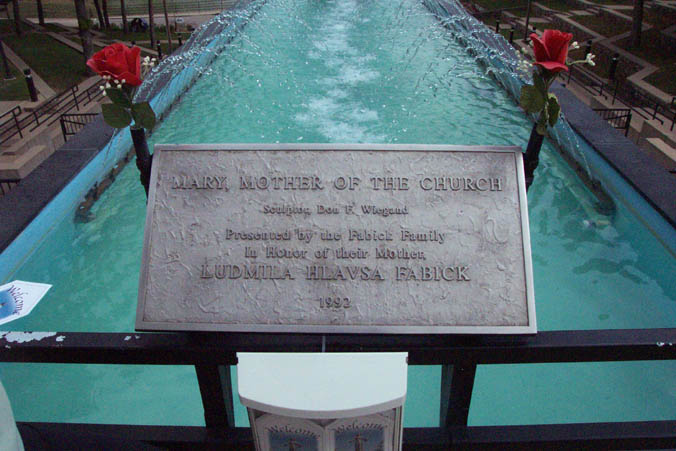 MARY, MOTHER OF THE CHURCH
Sculptor, Don F. Wiegand
Presented by the Fabick Family
In Honor of their Mother,
LUDMILA HLAVSA FABICK
1992
Welcome